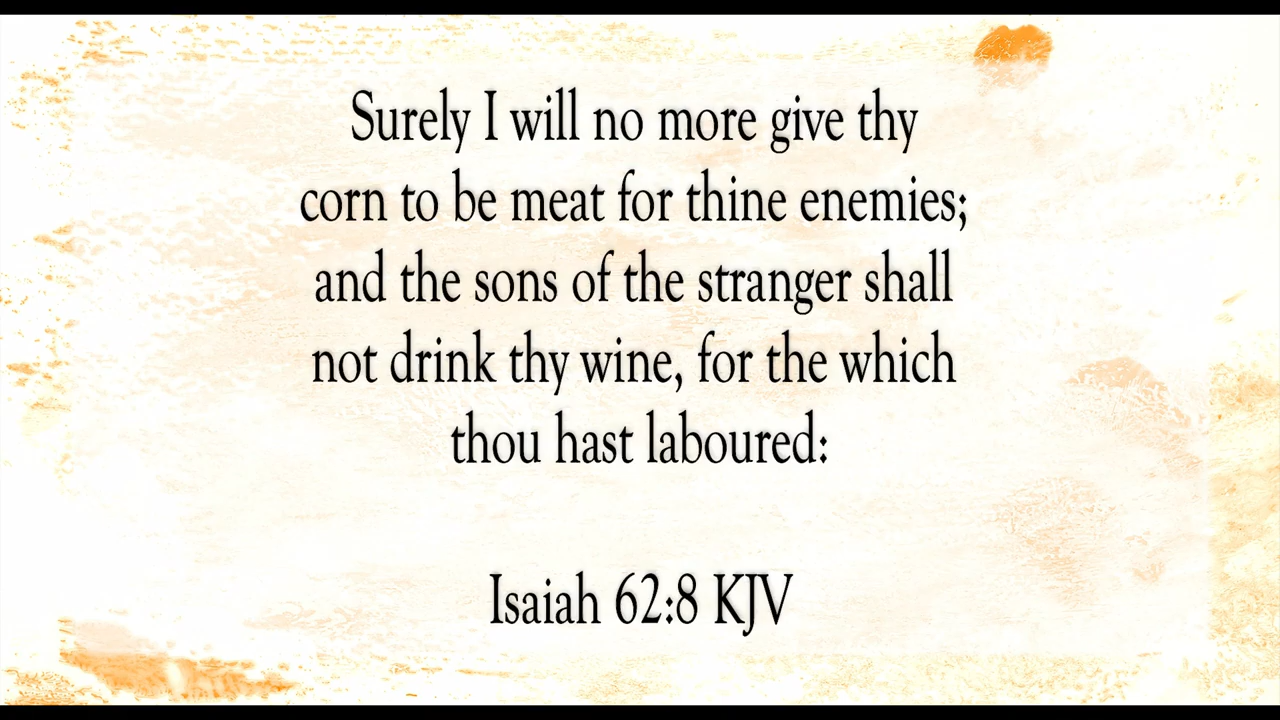 Surely I will no more give thy
corn to be meat for thine enemies;
and the sons of the stranger shall
not drink thy wine, for the which
thou hast laboured:
Isaiah 62:8 KJV